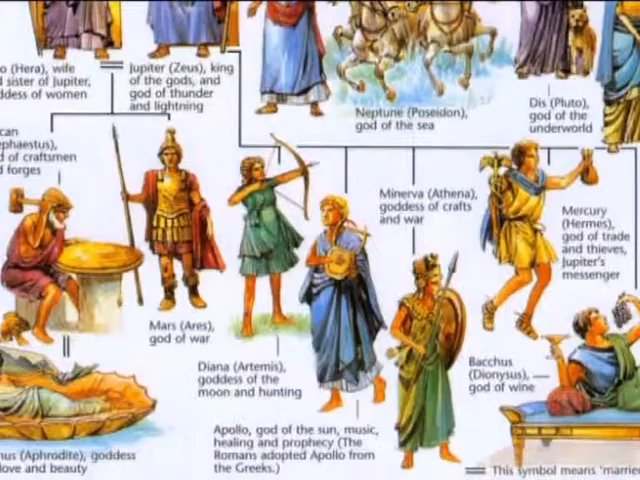 (Hera), wife
sister of Jupiter,
goddess of women
Jupiter (Zeus), king
of the gods, and
god of thunder
and lightning
Neptune (Poseidon),
god of the sea
Dis (Pluto),
god of the
underworld
of craftsmen
forges
Minerva (Athena),
goddess of crafts
and war
Mercury
(Hermes),
god of trade
and thieves,
Jupiter's
messenger
Mars (Ares),
god of war
Diana (Artemis),
goddess of the
moon and hunting
Bacchus
(Dionysus),
god of wine
Apollo, god of the sun, music,
healing and prophecy (The
Romans adopted Apollo from
the Greeks.)
(Aphrodite), goddess
love and beauty
This symbol means